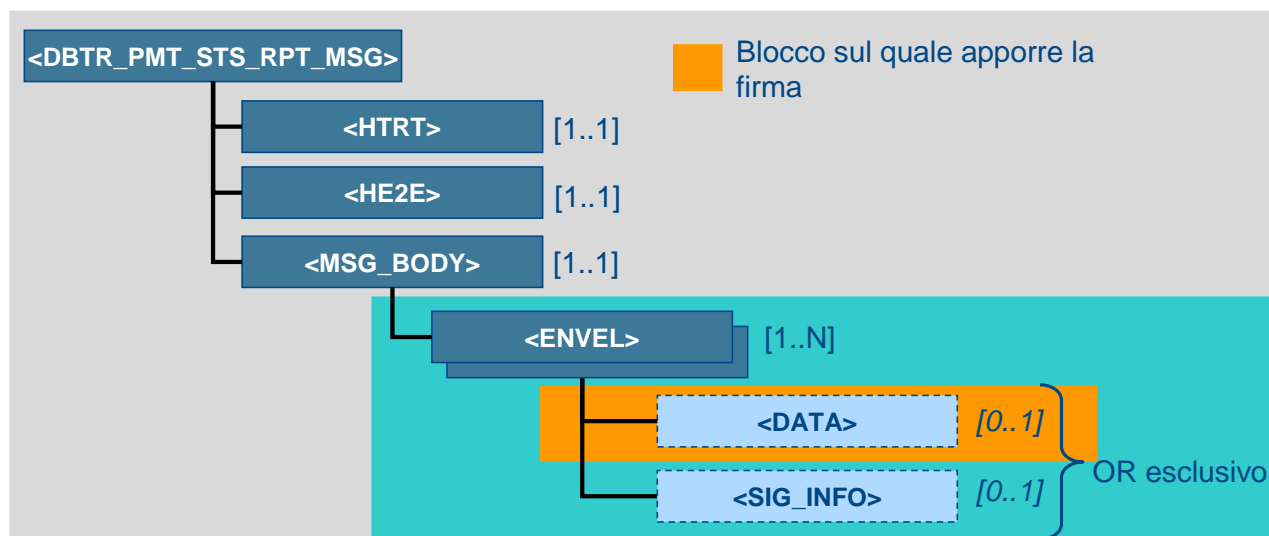 <DBTR_PMT_STS_RPT_MSG>
Blocco sul quale apporre la
firma
<HTRT> [1..1]
<HE2E> [1..1]
<MSG_BODY> [1..1]
<ENVEL> [1..N]
<DATA> [0..1]
OR esclusivo
<SIG_INFO> [0..1]